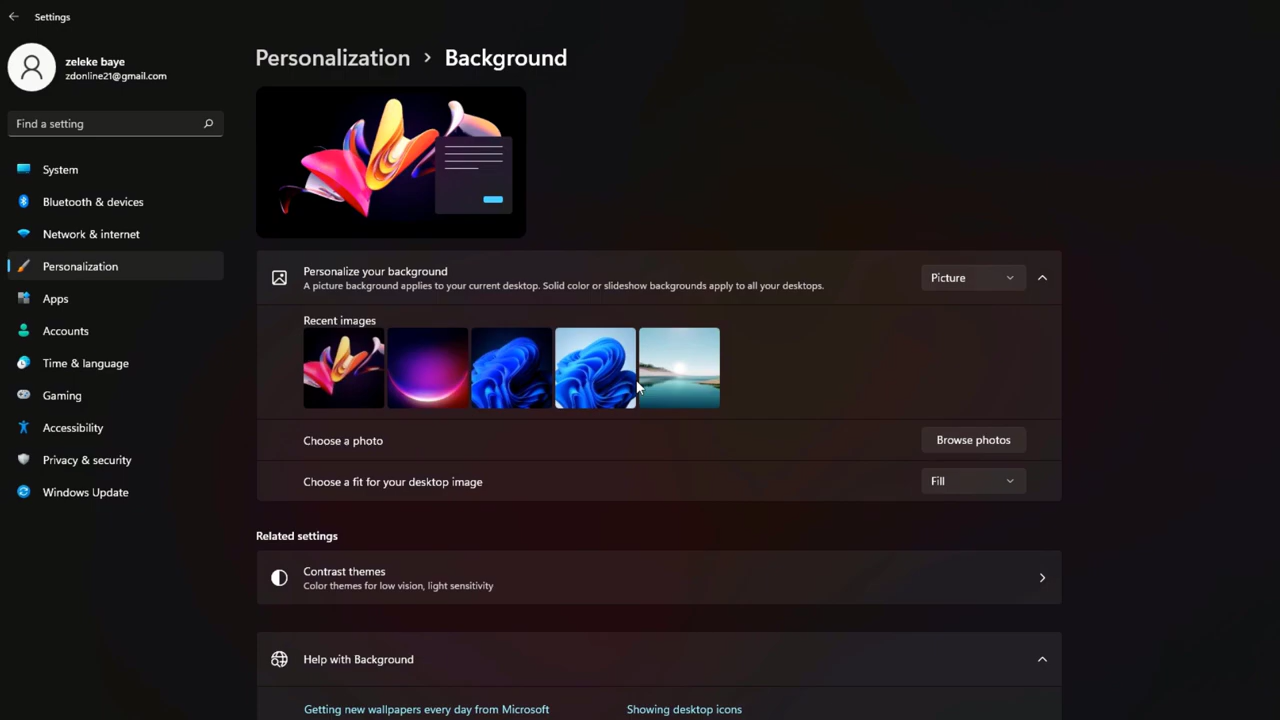 Settings
zeleke baye
zdonline21@gmail.com
Find a setting
System
Bluetooth & devices
Network & internet
Personalization
Apps
Accounts
Time & language
Gaming
Accessibility
Privacy & security
Windows Update
Personalization > Background
Personalize your background
A picture background applies to your current desktop. Solid color or slideshow backgrounds apply to all your desktops.
Picture
Recent images
Choose a photo
Browse photos
Choose a fit for your desktop image
Fill
Related settings
Contrast themes
Color themes for low vision, light sensitivity
Help with Background
Getting new wallpapers every day from Microsoft
Showing desktop icons